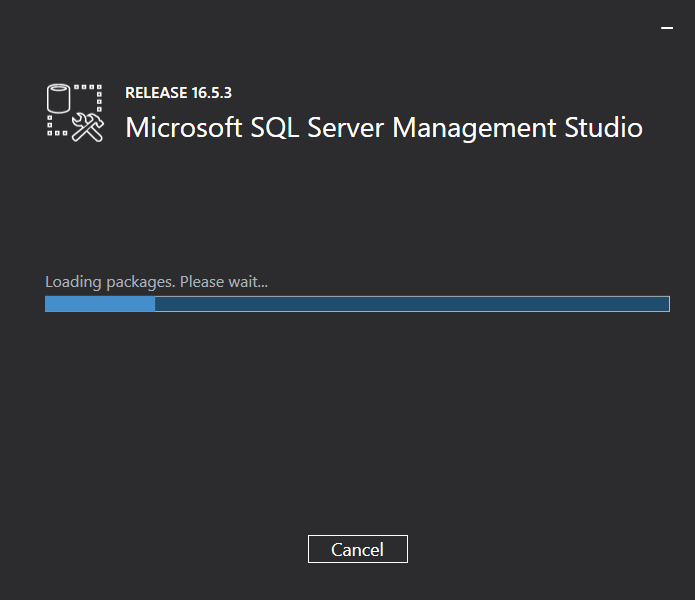 RELEASE 16.5.3
Microsoft SQL Server Management Studio
Loading packages. Please wait...
Cancel